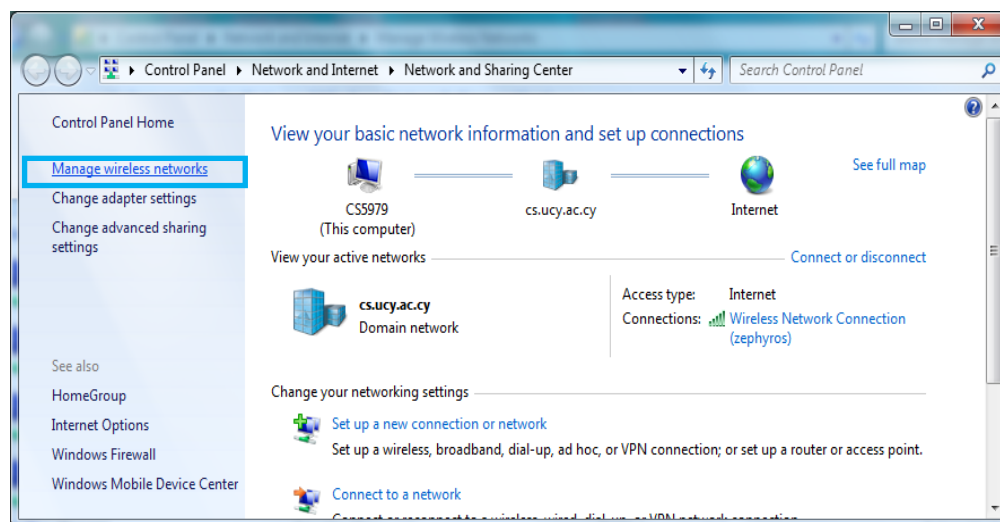 Control Panel ▸ Network and Internet ▸ Network and Sharing Center
Search Control Panel
Control Panel Home
Manage wireless networks
Change adapter settings
Change advanced sharing
settings
See also
HomeGroup
Internet Options
Windows Firewall
Windows Mobile Device Center
View your basic network information and set up connections
See full map
CS5979
(This computer)
cs.ucy.ac.cy
Internet
View your active networks
Connect or disconnect
cs.ucy.ac.cy
Domain network
Access type: Internet
Connections: Wireless Network Connection
(zephyros)
Change your networking settings
Set up a new connection or network
Set up a wireless, broadband, dial-up, ad hoc, or VPN connection; or set up a router or access point.
Connect to a network